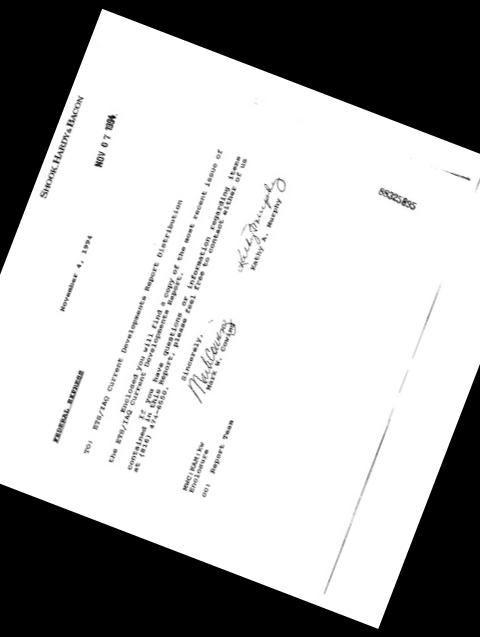 SHOOK, HARDY & BACON
NOV 07 1994
November 4, 1994
FEDERAL EXPRESS
TO: ETS/IAQ Current Developments Report Distribution
Enclosed you will find a copy of the most recent issue of
the ETS/IAQ Current Developments Report.
If you have questions or information regarding items
contained in this Report, please feel free to contact either of us
at (816) 474-6550.
Sincerely,
Mark W. Cowing
Kathy A. Murphy
MWC:KAM:kw
Enclosure
cc: Report Team